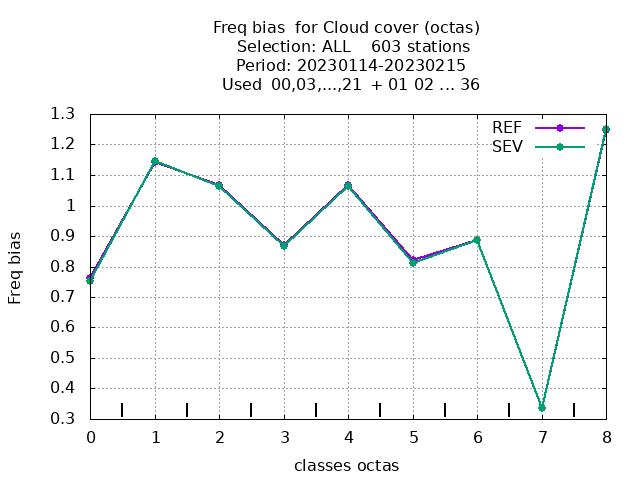 Freq bias  for Cloud cover (octas)
Selection: ALL    603 stations
Period: 20230114-20230215
Used  00,03,...,21  + 01 02 ... 36
REF
SEV
1.3
1.2
1.1
1
0.9
0.8
0.7
0.6
0.5
0.4
0.3
Freq bias
0 1 2 3 4 5 6 7 8
classes octas